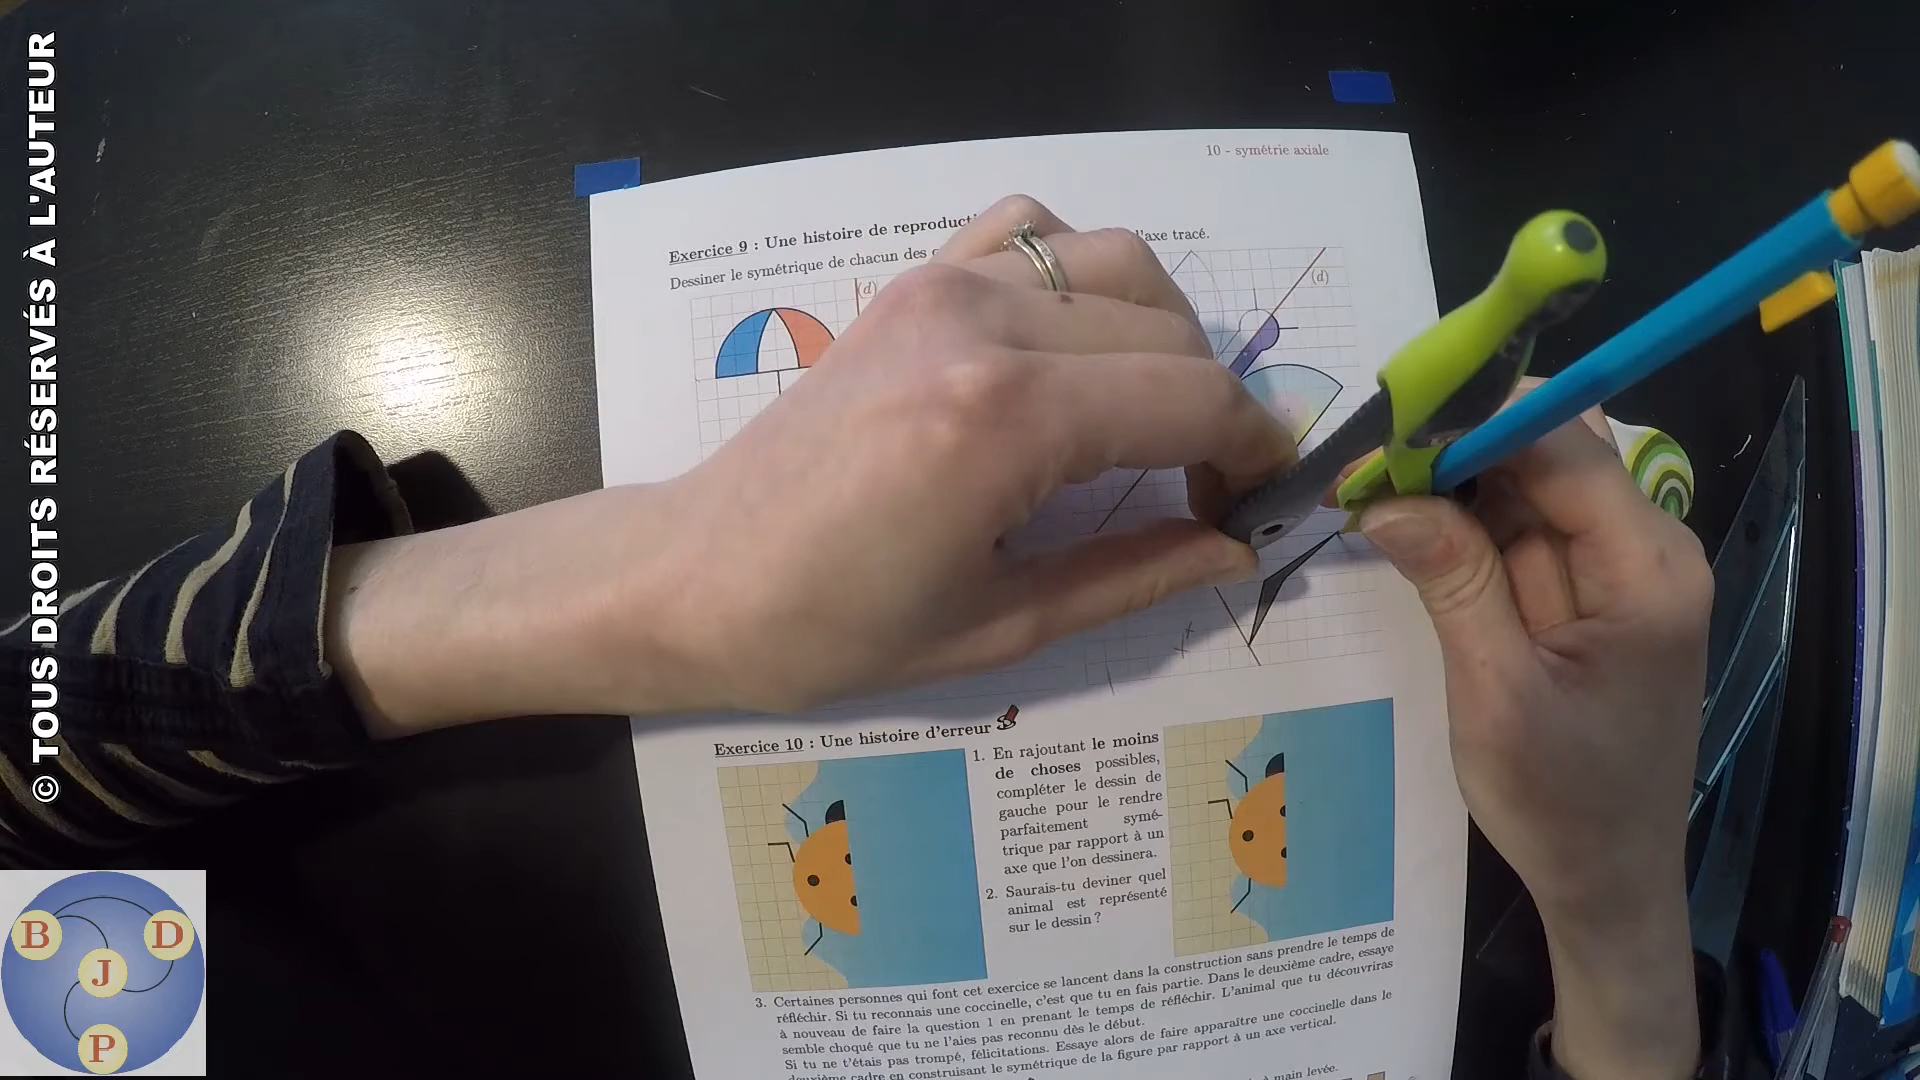 © TOUS DROITS RÉSERVÉS À L'AUTEUR
10 - symétrie axiale
Exercice 9 : Une histoire de
Dessiner le symétrique de chacun des l'axe tracé.
(d)
(d)
Exercice 10 : Une histoire d'erreur
1. En rajoutant le moins
de choses possibles,
compléter le dessin de
gauche pour le rendre
parfaitement symé-
trique par rapport à un
axe que l'on dessinera.
2. Saurais-tu deviner quel
animal est représenté
sur le dessin ?
3. Certaines personnes qui font cet exercice se lancent dans la construction sans prendre le temps de
réfléchir. Si tu reconnais une coccinelle, c'est que tu en fais partie. Dans le deuxième cadre, essaye
à nouveau de faire la question 1 en prenant le temps de réfléchir. L'animal que tu découvriras
semble choqué que tu ne l'aies pas reconnu dès le début.
Si tu ne t'étais pas trompé, félicitations. Essaye alors de faire apparaître une coccinelle dans le
deuxième cadre en construisant le symétrique de la figure par rapport à un axe vertical.
à main levée.
B
D
J
P